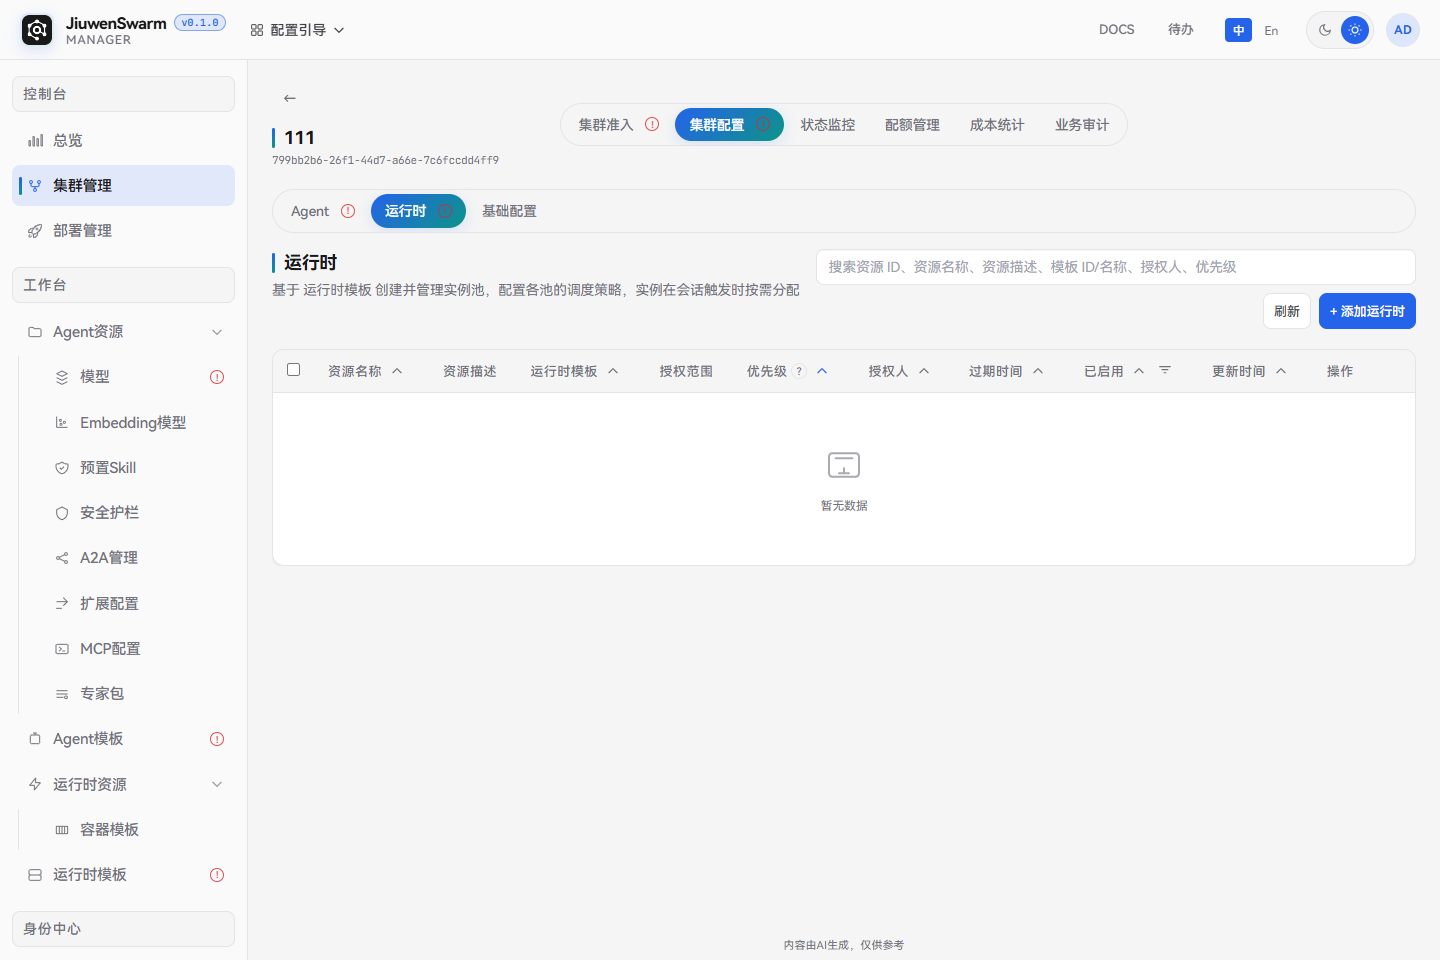 JiuwenSwarm v0.1.0
MANAGER
配置引导
DOCS
待办
中
En
AD
控制台
总览
集群管理
部署管理
工作台
Agent资源
模型
Embedding模型
预置Skill
安全护栏
A2A管理
扩展配置
MCP配置
专家包
Agent模板
运行时资源
容器模板
运行时模板
身份中心
←
111
799bb2b6-26f1-44d7-a66e-7c6fccdd4ff9
集群准入 集群配置 状态监控 配额管理 成本统计 业务审计
Agent 运行时 基础配置
运行时
基于 运行时模板 创建并管理实例池，配置各池的调度策略，实例在会话触发时按需分配
搜索资源 ID、资源名称、资源描述、模板 ID/名称、授权人、优先级
刷新
+ 添加运行时
资源名称 资源描述 运行时模板 授权范围 优先级 ? 授权人 过期时间 已启用 更新时间 操作
暂无数据
内容由AI生成，仅供参考